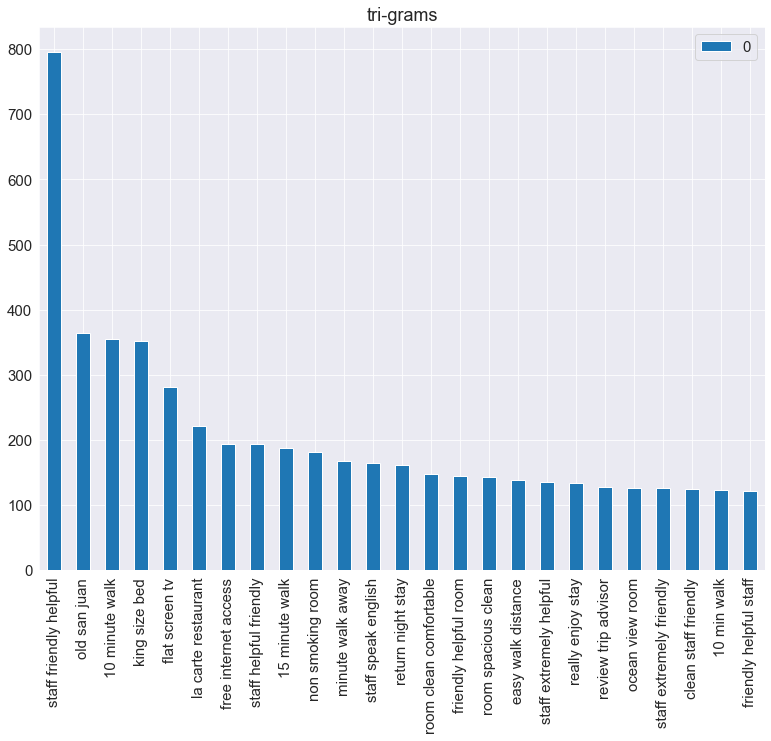 tri-grams
0
800
700
600
500
400
300
200
100
0
staff friendly helpful
old san juan
10 minute walk
king size bed
flat screen tv
la carte restaurant
free internet access
staff helpful friendly
15 minute walk
non smoking room
minute walk away
staff speak english
return night stay
room clean comfortable
friendly helpful room
room spacious clean
easy walk distance
staff extremely helpful
really enjoy stay
review trip advisor
ocean view room
staff extremely friendly
clean staff friendly
10 min walk
friendly helpful staff